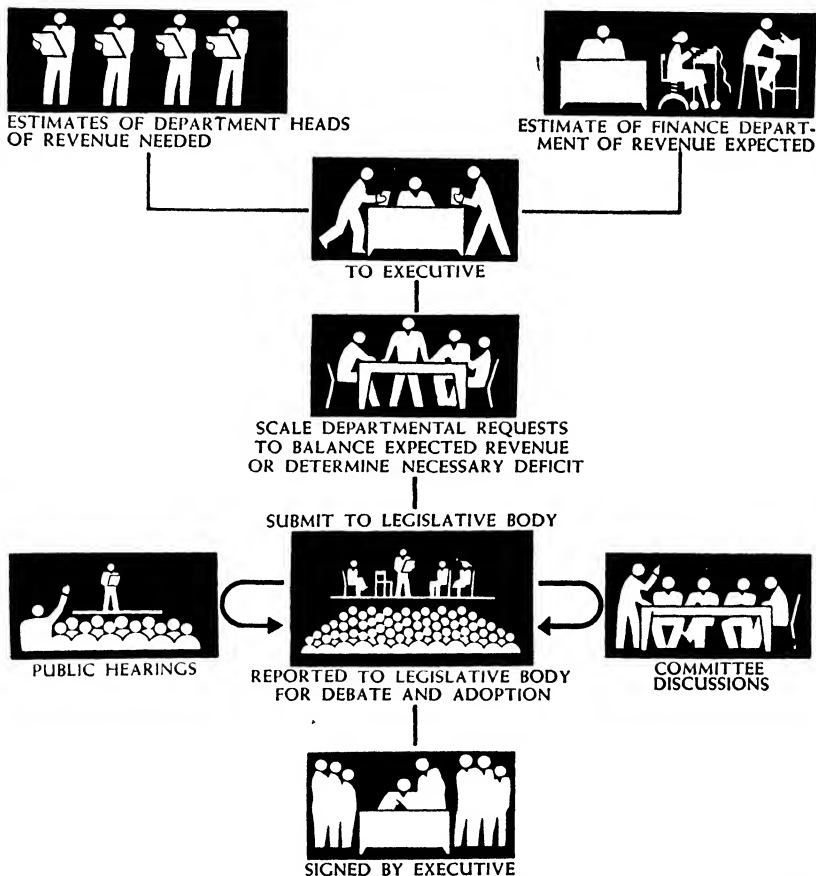 ESTIMATES OF DEPARTMENT HEADS
OF REVENUE NEEDED
ESTIMATE OF FINANCE DEPART-
MENT OF REVENUE EXPECTED
TO EXECUTIVE
SCALE DEPARTMENTAL REQUESTS
TO BALANCE EXPECTED REVENUE
OR DETERMINE NECESSARY DEFICIT
SUBMIT TO LEGISLATIVE BODY
PUBLIC HEARINGS
REPORTED TO LEGISLATIVE BODY
FOR DEBATE AND ADOPTION
COMMITTEE
DISCUSSIONS
SIGNED BY EXECUTIVE